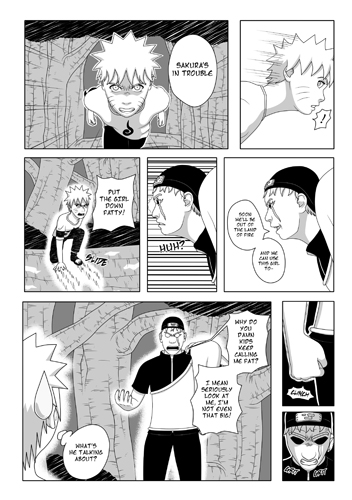 SAKURA'S
IN TROUBLE
!
PUT
THE GIRL
DOWN
FATTY!
SLIDE
HUH?
SOON
WE'LL BE
OUT OF THE
LAND OF
FIRE
AND WE
CAN USE
THIS GIRL
TO-
WHY DO
YOU
DAMN
KIDS
KEEP
CALLING
ME FAT?
I MEAN
SERIOUSLY
LOOK AT
ME, I'M NOT
EVEN
THAT BIG!
WHAT'S
HE TALKING
ABOUT?
CLINCH